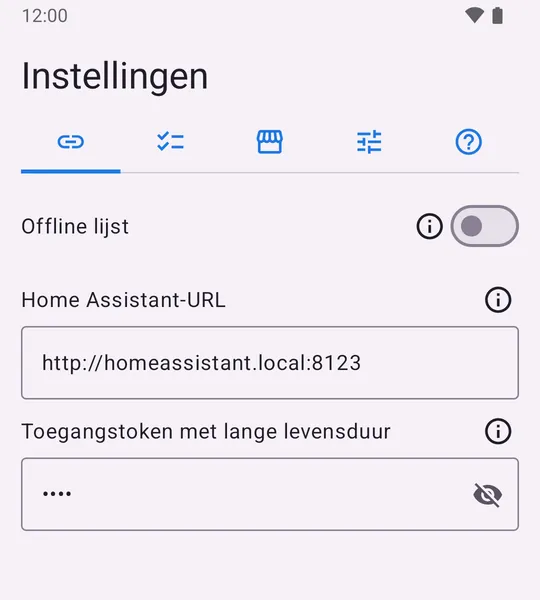 12:00
Instellingen
Offline lijst
Home Assistant-URL
http://homeassistant.local:8123
Toegangstoken met lange levensduur
••••